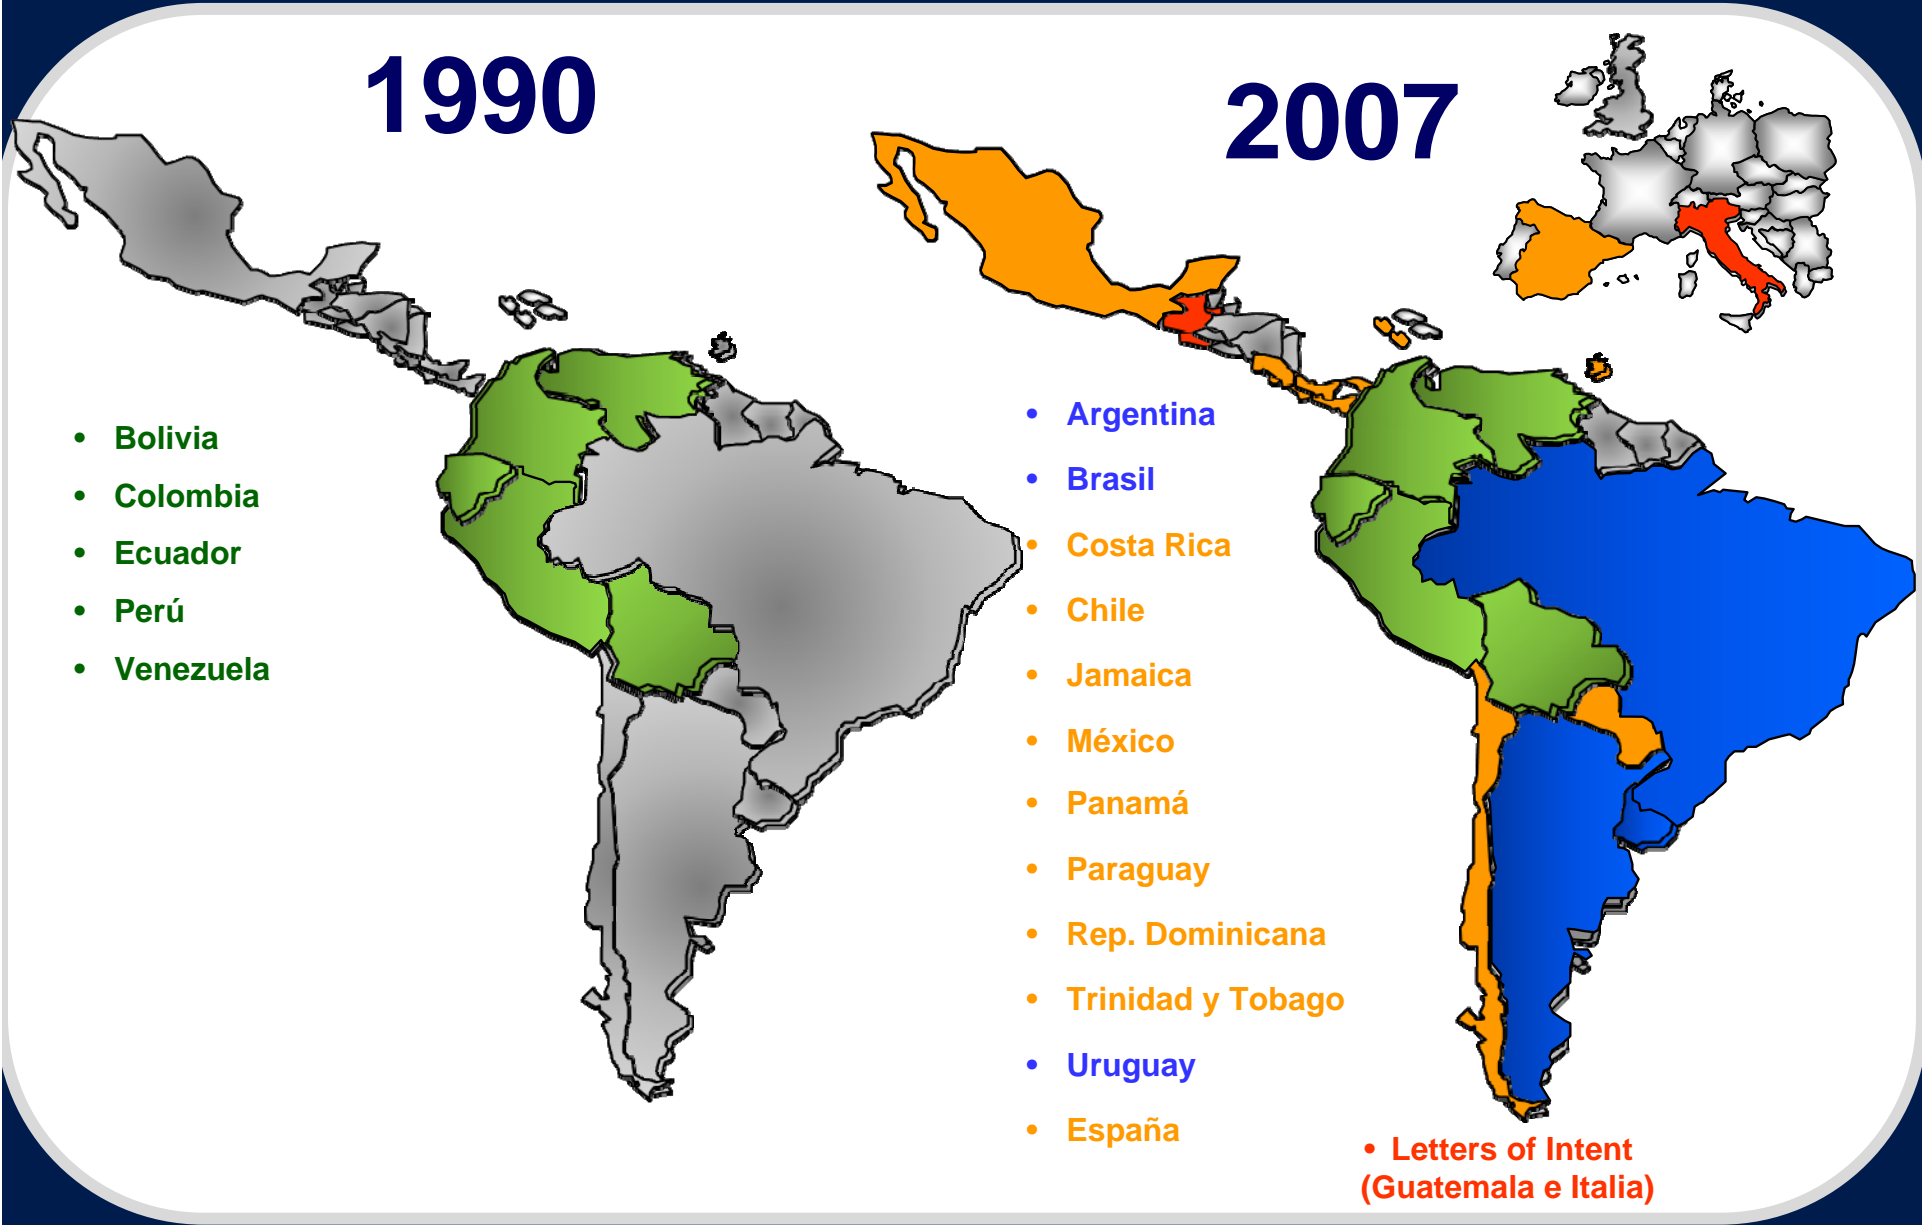 1990
• Bolivia
• Colombia
• Ecuador
• Perú
• Venezuela
2007
• Argentina
• Brasil
• Costa Rica
• Chile
• Jamaica
• México
• Panamá
• Paraguay
• Rep. Dominicana
• Trinidad y Tobago
• Uruguay
• España
• Letters of Intent
(Guatemala e Italia)